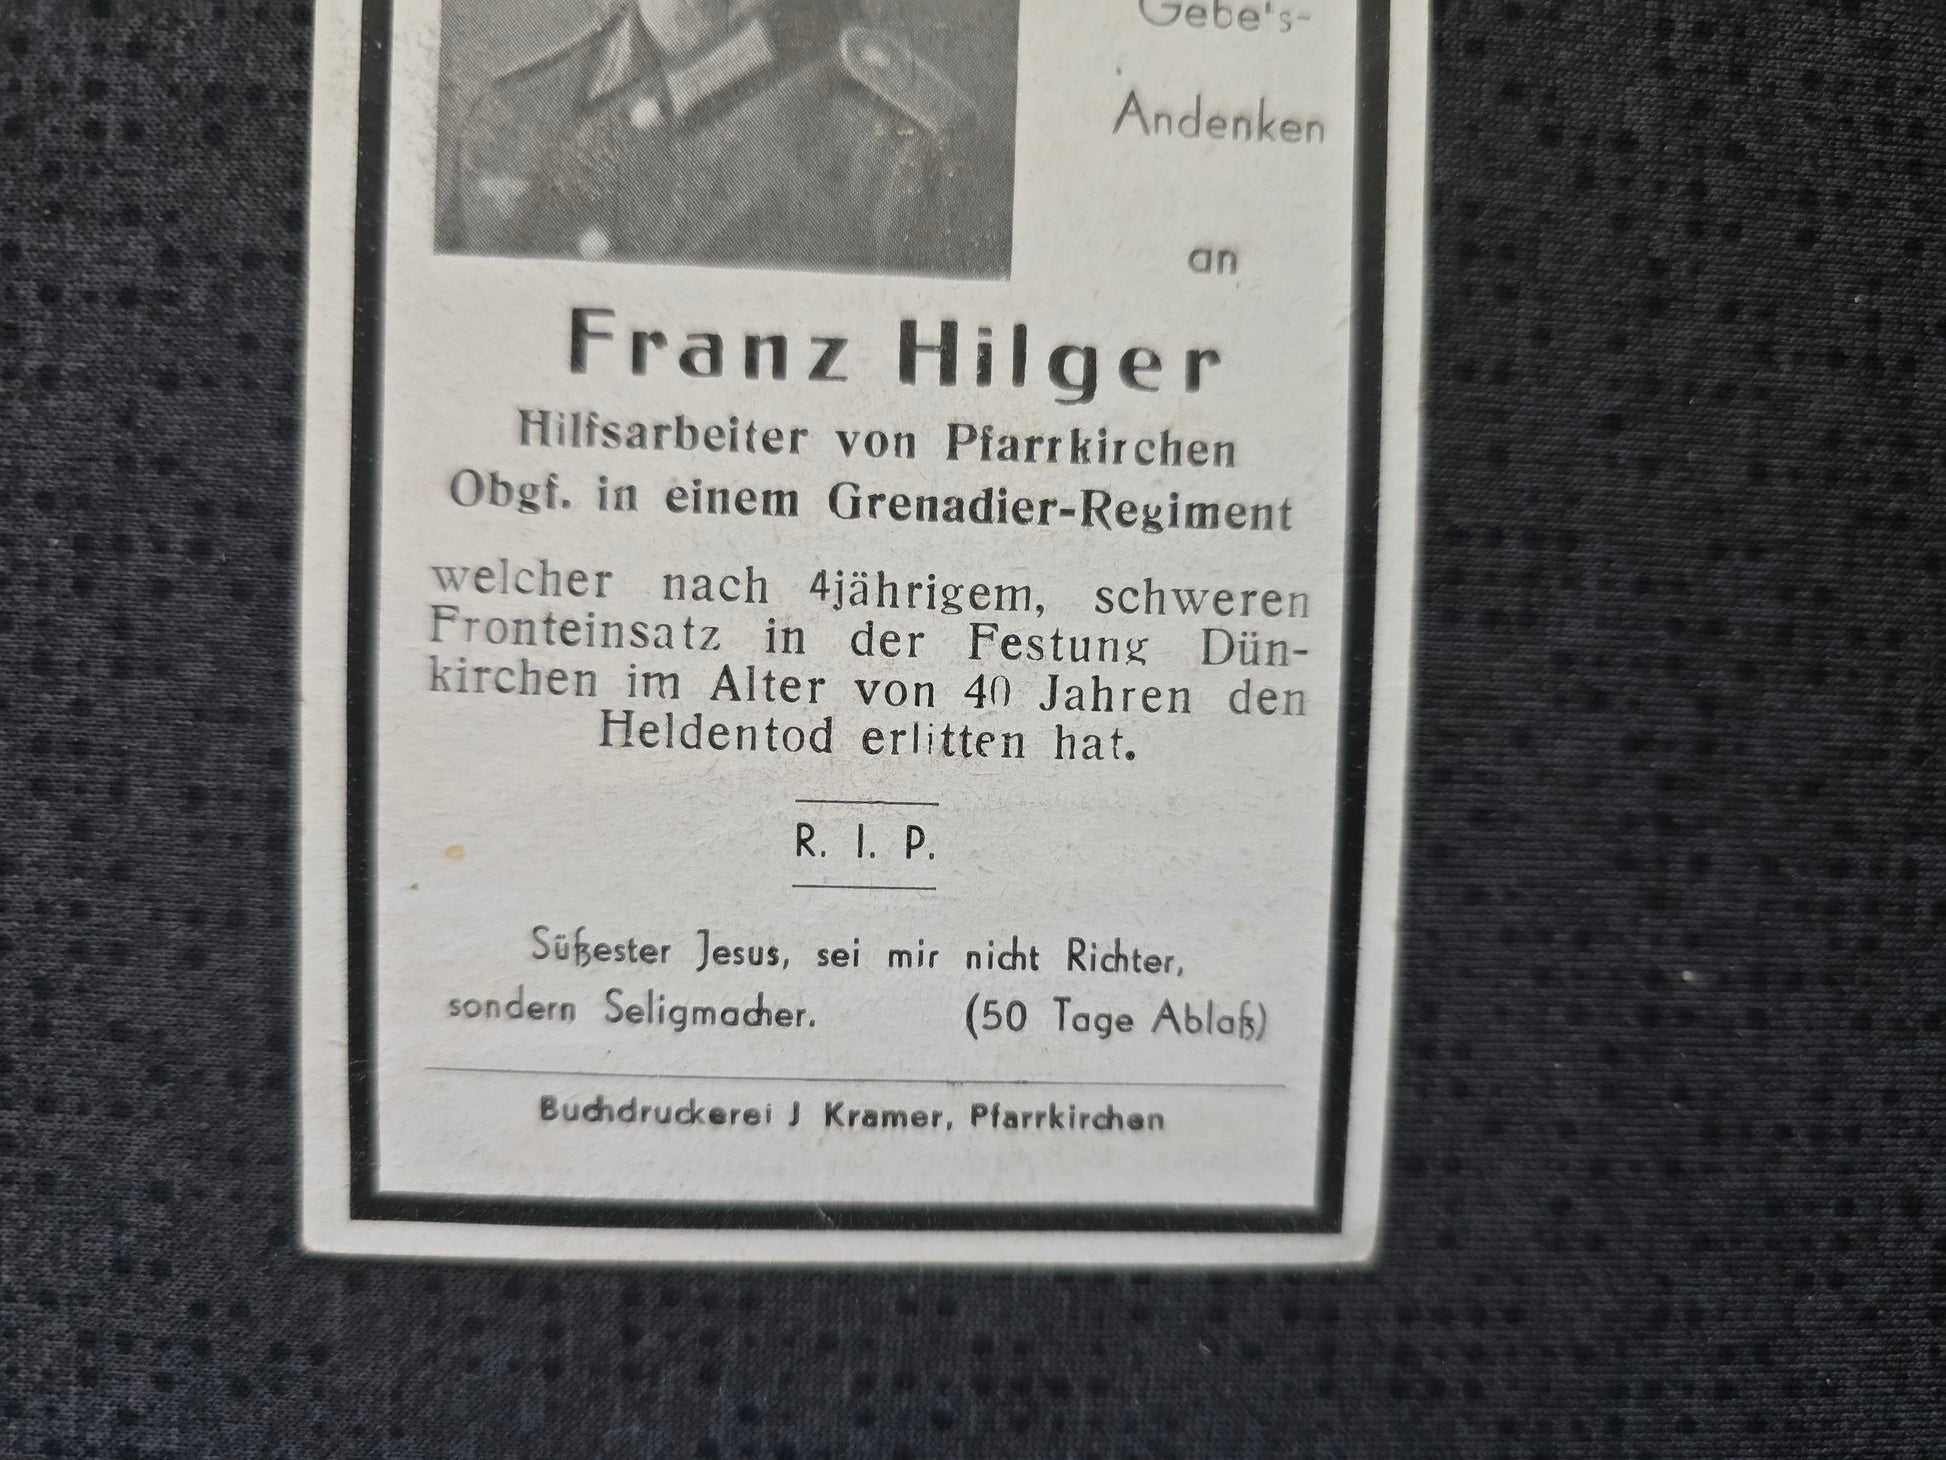 Gebe's-
Andenken
an
Franz Hilger
Hilfsarbeiter von Pfarrkirchen
Obgf. in einem Grenadier-Regiment
welcher nach 4jährigem, schweren
Fronteinsatz in der Festung Dün-
kirchen im Alter von 40 Jahren den
Heldentod erlitten hat.
R. I. P.
Süßester Jesus, sei mir nicht Richter,
sondern Seligmacher. (50 Tage Ablaß)
Buchdruckerei J Kramer, Pfarrkirchen